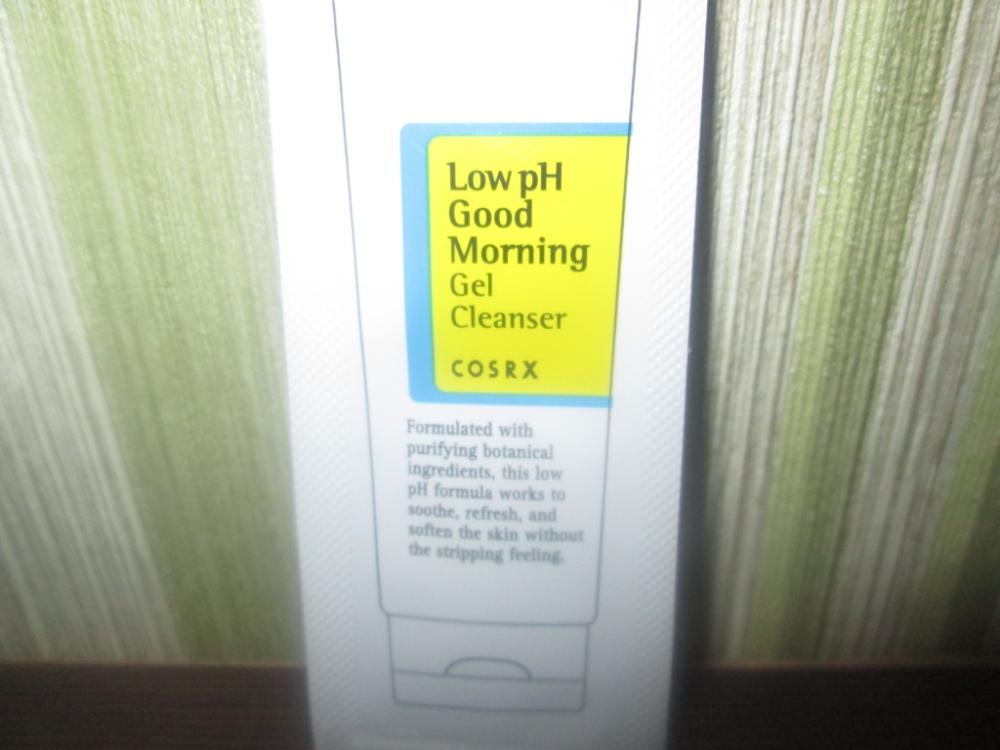 Low pH
Good
Morning
Gel
Cleanser
COSRX
Formulated with
purifying botanical
ingredients, this low
pH formula works to
soothe, refresh, and
soften the skin without
the stripping feeling.